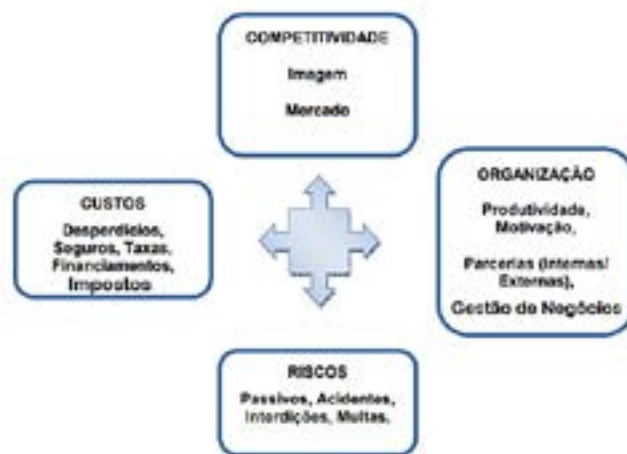 COMPETITIVIDADE
Imagem
Mercado
CUSTOS
Desperdícios,
Seguros, Taxas,
Financiamentos,
Impostos
ORGANIZAÇÃO
Produtividade,
Motivação,
Parcerias (Internas/
Externas),
Gestão de Negócios
RISCOS
Passivos, Acidentes,
Interdições, Multas.